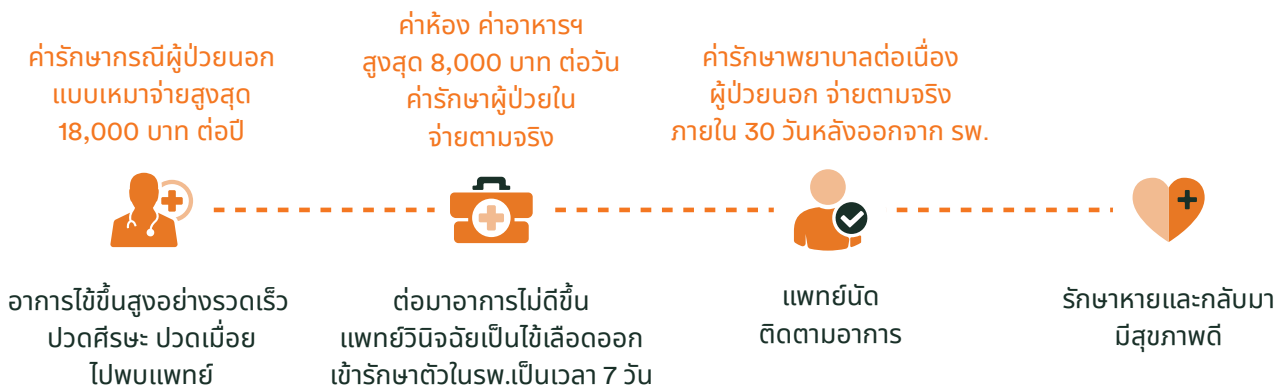 ค่ารักษากรณีผู้ป่วยนอก
แบบเหมาจ่ายสูงสุด
18,000 บาท ต่อปี
ค่าห้อง ค่าอาหารฯ
สูงสุด 8,000 บาท ต่อวัน
ค่ารักษาผู้ป่วยใน
จ่ายตามจริง
ค่ารักษาพยาบาลต่อเนื่อง
ผู้ป่วยนอก จ่ายตามจริง
ภายใน 30 วันหลังออกจาก รพ.
อาการไข้ขึ้นสูงอย่างรวดเร็ว
ปวดศีรษะ ปวดเมื่อย
ไปพบแพทย์
ต่อมาอาการไม่ดีขึ้น
แพทย์วินิจฉัยเป็นไข้เลือดออก
เข้ารักษาตัวในรพ.เป็นเวลา 7 วัน
แพทย์นัด
ติดตามอาการ
รักษาหายและกลับมา
มีสุขภาพดี